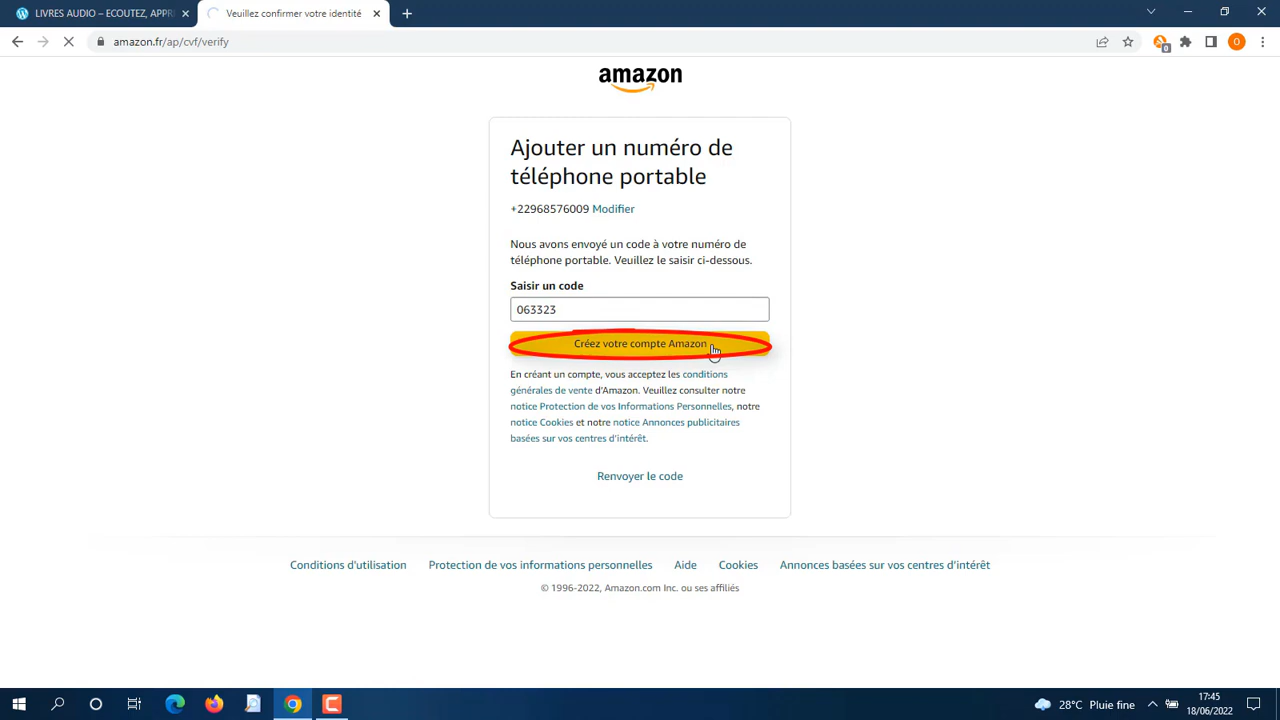 LIVRES AUDIO – ECOUTEZ, APPR
Veuillez confirmer votre identité
amazon.fr/ap/cvf/verify
0
O
amazon
Ajouter un numéro de
téléphone portable
+22968576009 Modifier
Nous avons envoyé un code à votre numéro de
téléphone portable. Veuillez le saisir ci-dessous.
Saisir un code
063323
Créez votre compte Amazon
En créant un compte, vous acceptez les conditions
générales de vente d'Amazon. Veuillez consulter notre
notice Protection de vos Informations Personnelles, notre
notice Cookies et notre notice Annonces publicitaires
basées sur vos centres d'intérêt.
Renvoyer le code
Conditions d'utilisation Protection de vos informations personnelles Aide Cookies Annonces basées sur vos centres d'intérêt
© 1996-2022, Amazon.com Inc. ou ses affiliés
28°C Pluie fine
17:45
18/06/2022